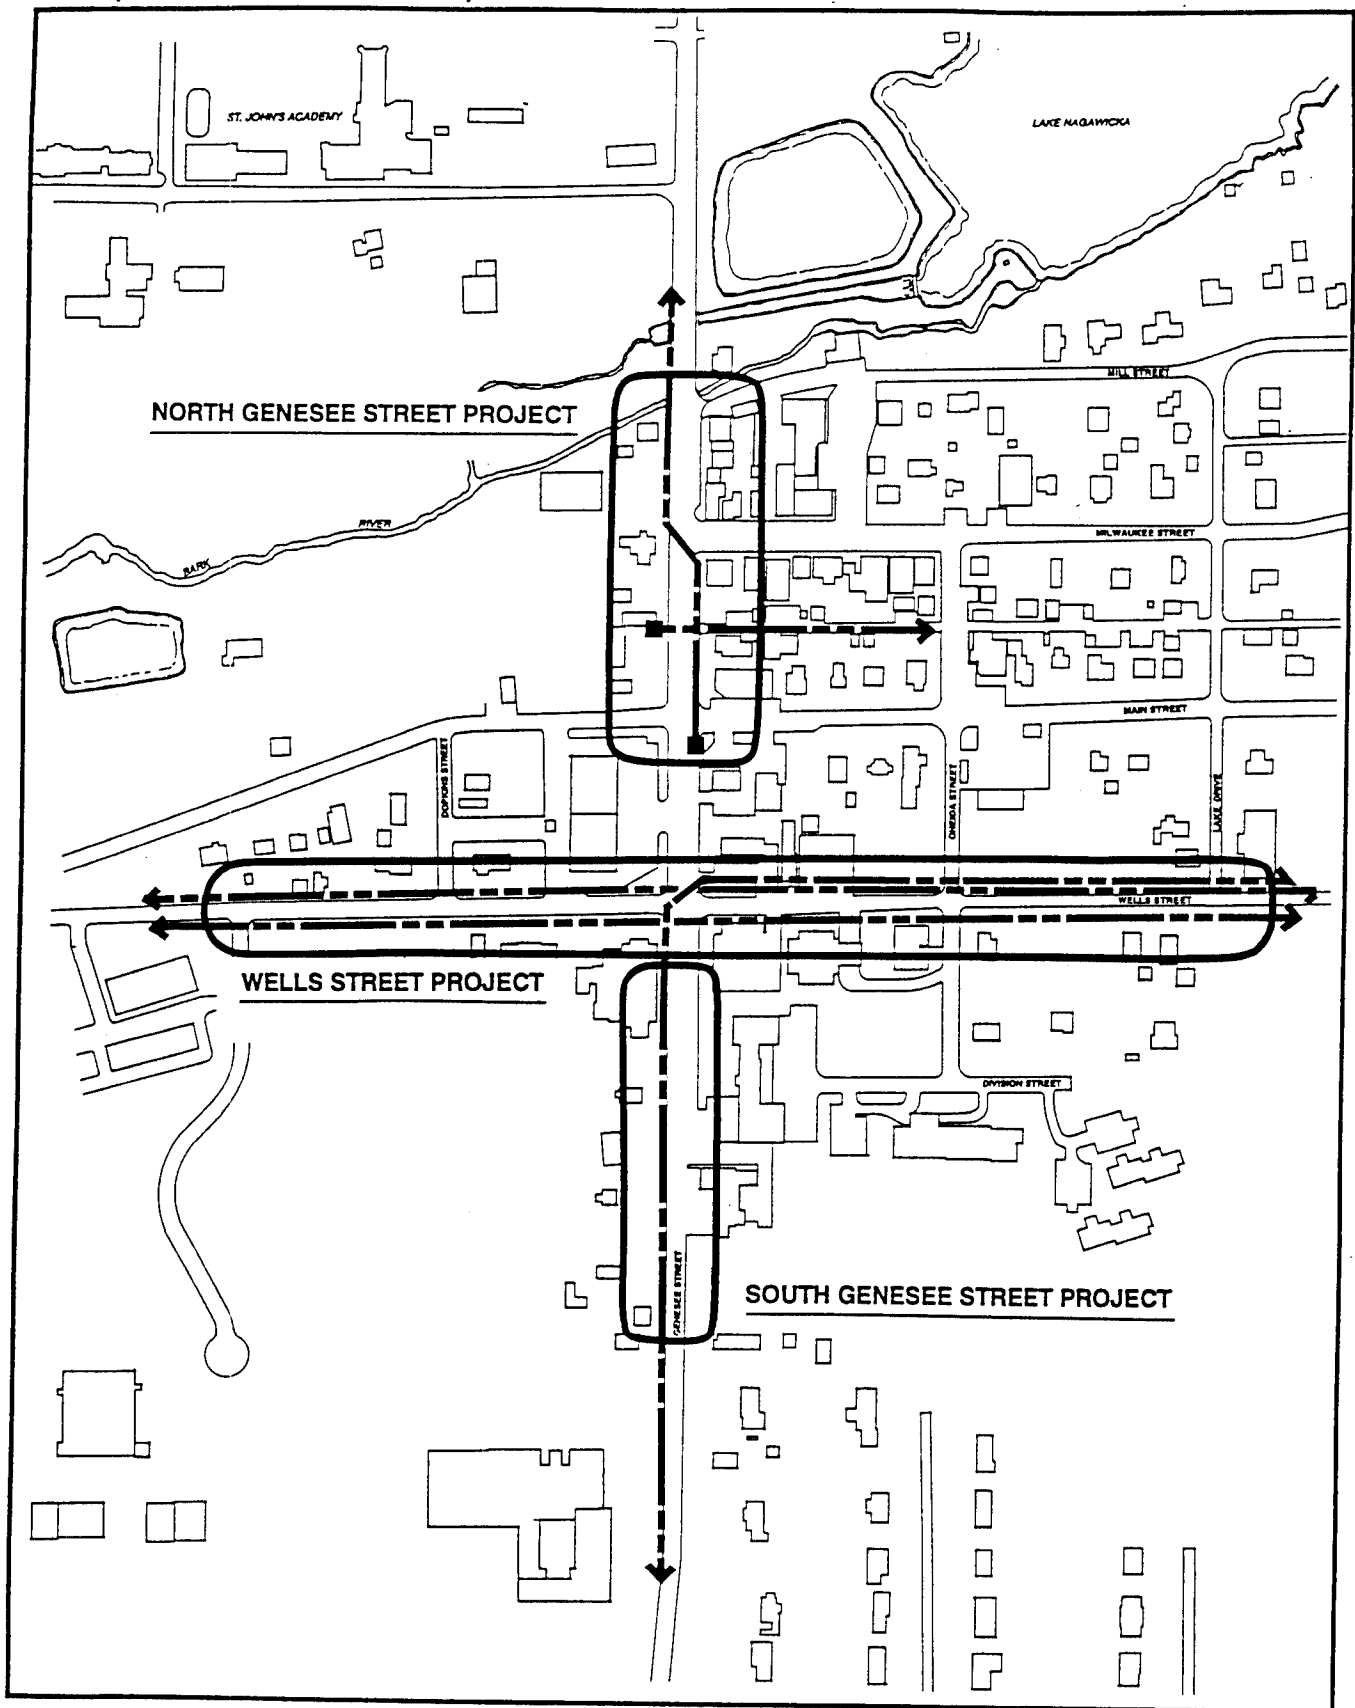 ST. JOHN'S ACADEMY
LAKE NAGAWICKA
MILL STREET
NORTH GENESEE STREET PROJECT
RIVER
MILWAUKEE STREET
BARK
MAIN STREET
DOPKINS STREET
ONEIDA STREET
LAKE DRIVE
WELLS STREET
WELLS STREET PROJECT
DIVISION STREET
GENESEE STREET
SOUTH GENESEE STREET PROJECT